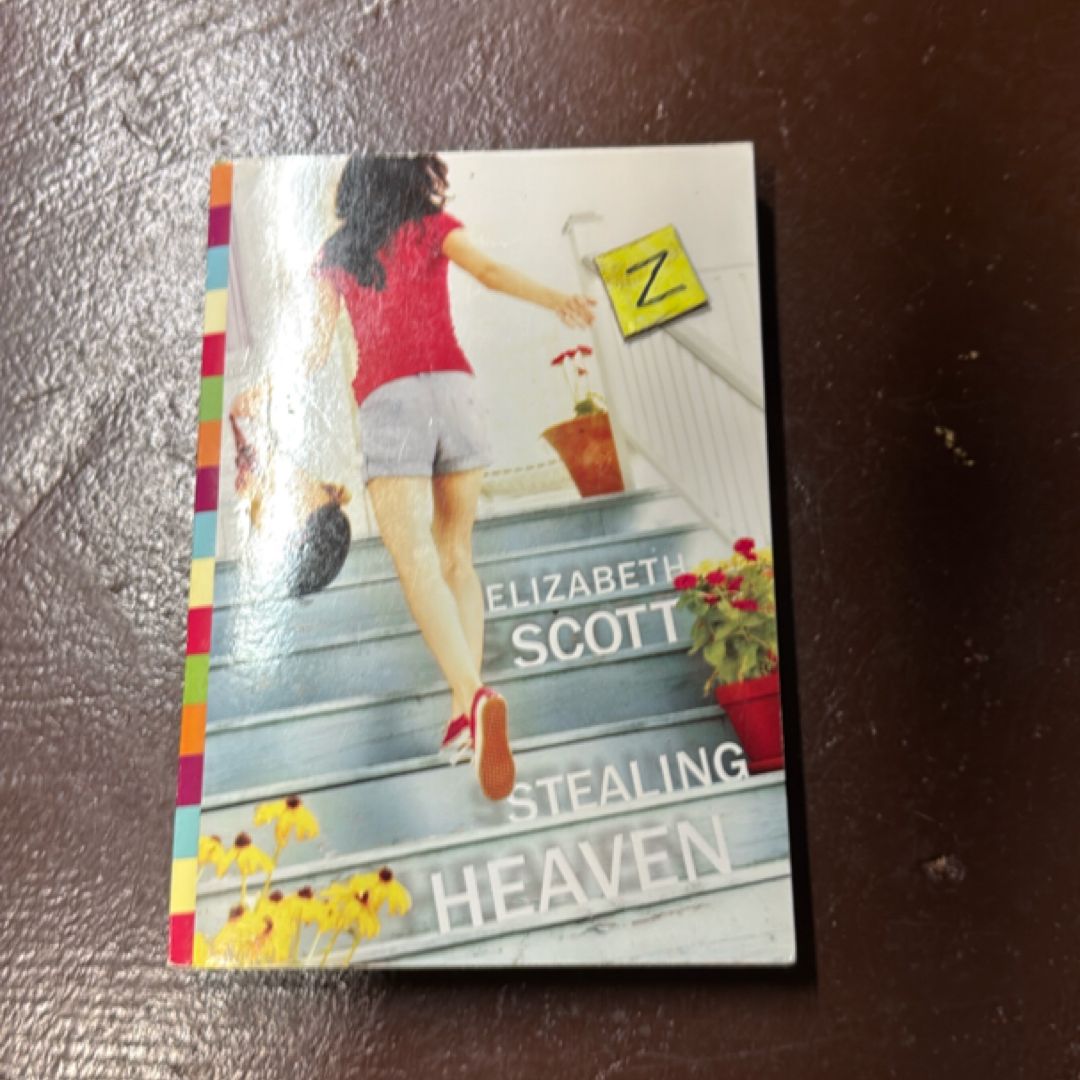 Z
ELIZABETH
SCOTT
STEALING
HEAVEN